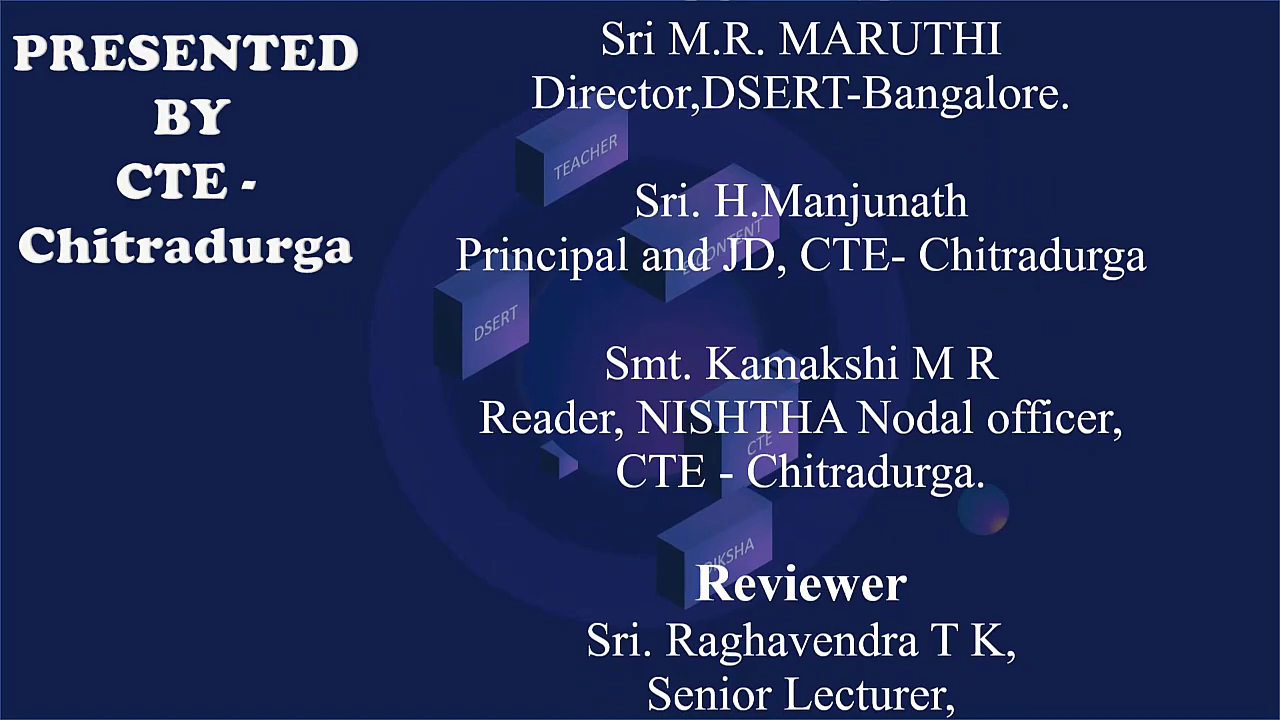 PRESENTED
BY
CTE -
Chitradurga
Sri M.R. MARUTHI
Director,DSERT-Bangalore.
Sri. H.Manjunath
Principal and JD, CTE- Chitradurga
Smt. Kamakshi M R
Reader, NISHTHA Nodal officer,
CTE - Chitradurga.
Reviewer
Sri. Raghavendra T K,
Senior Lecturer,
TEACHER
DSERT
CTE